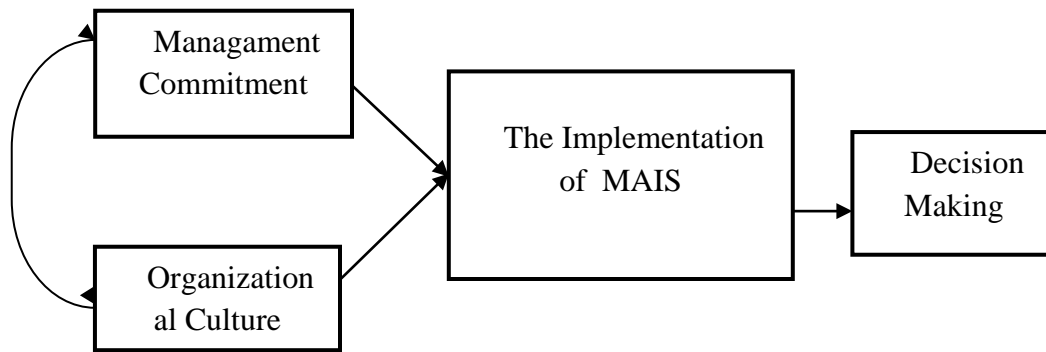 Managament
Commitment
The Implementation
of MAIS
Decision
Making
Organization
al Culture